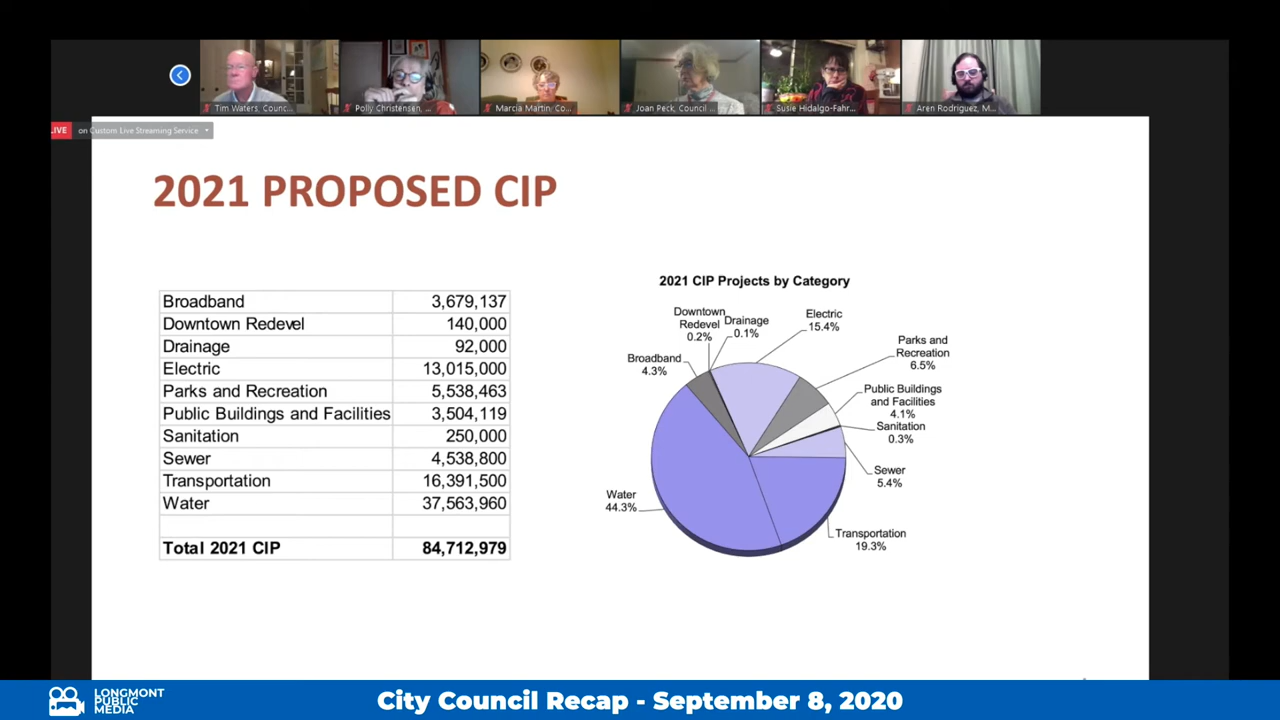 Tim Waters, Counc...
Polly Christensen, ...
Marcia Martin, Co...
Joan Peck, Council ...
Susie Hidalgo-Fahr...
Aren Rodriguez, M...
LIVE
on Custom Live Streaming Service
2021 PROPOSED CIP
Broadband 3,679,137
Downtown Redevel 140,000
Drainage 92,000
Electric 13,015,000
Parks and Recreation 5,538,463
Public Buildings and Facilities 3,504,119
Sanitation 250,000
Sewer 4,538,800
Transportation 16,391,500
Water 37,563,960
Total 2021 CIP 84,712,979
2021 CIP Projects by Category
Downtown
Redevel
0.2%
Drainage
0.1%
Electric
15.4%
Parks and
Recreation
6.5%
Broadband
4.3%
Public Buildings
and Facilities
4.1%
Sanitation
0.3%
Sewer
5.4%
Water
44.3%
Transportation
19.3%
LONGMONT
PUBLIC
MEDIA
City Council Recap - September 8, 2020